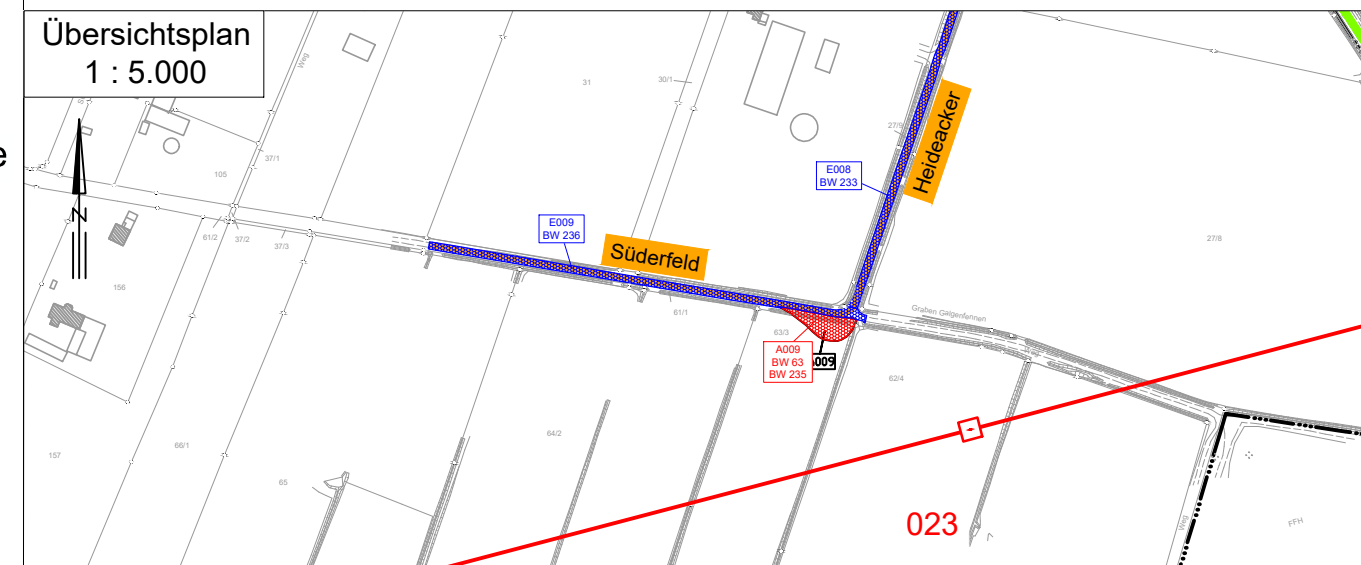 Übersichtsplan
1 : 5.000
e
Weg
31
30/1
27/9
Heideacker
E008
BW 233
37/1
105
E009
BW 236
Süderfeld
27/8
61/2
37/2
37/3
156
61/1
63/3
Graben Galgenfennen
A009
BW 63
BW 235
A009
62/4
N
157
66/1
65
64/2
023
Weg
FFH